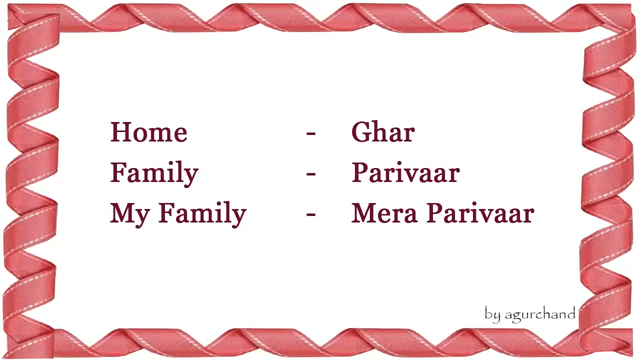 Home - Ghar
Family - Parivaar
My Family - Mera Parivaar
by agurchand